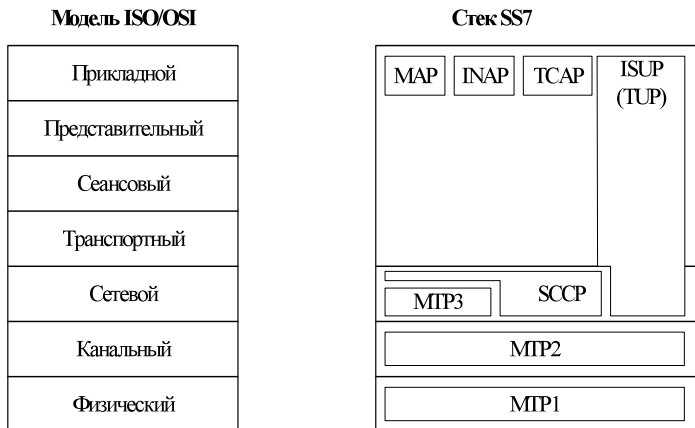 Модель ISO/OSI
Прикладной
Представительный
Сеансовый
Транспортный
Сетевой
Канальный
Физический
Стек SS7
MAP INAP TCAP ISUP
(TUP)
SCCP
MTP3
MTP2
MTP1